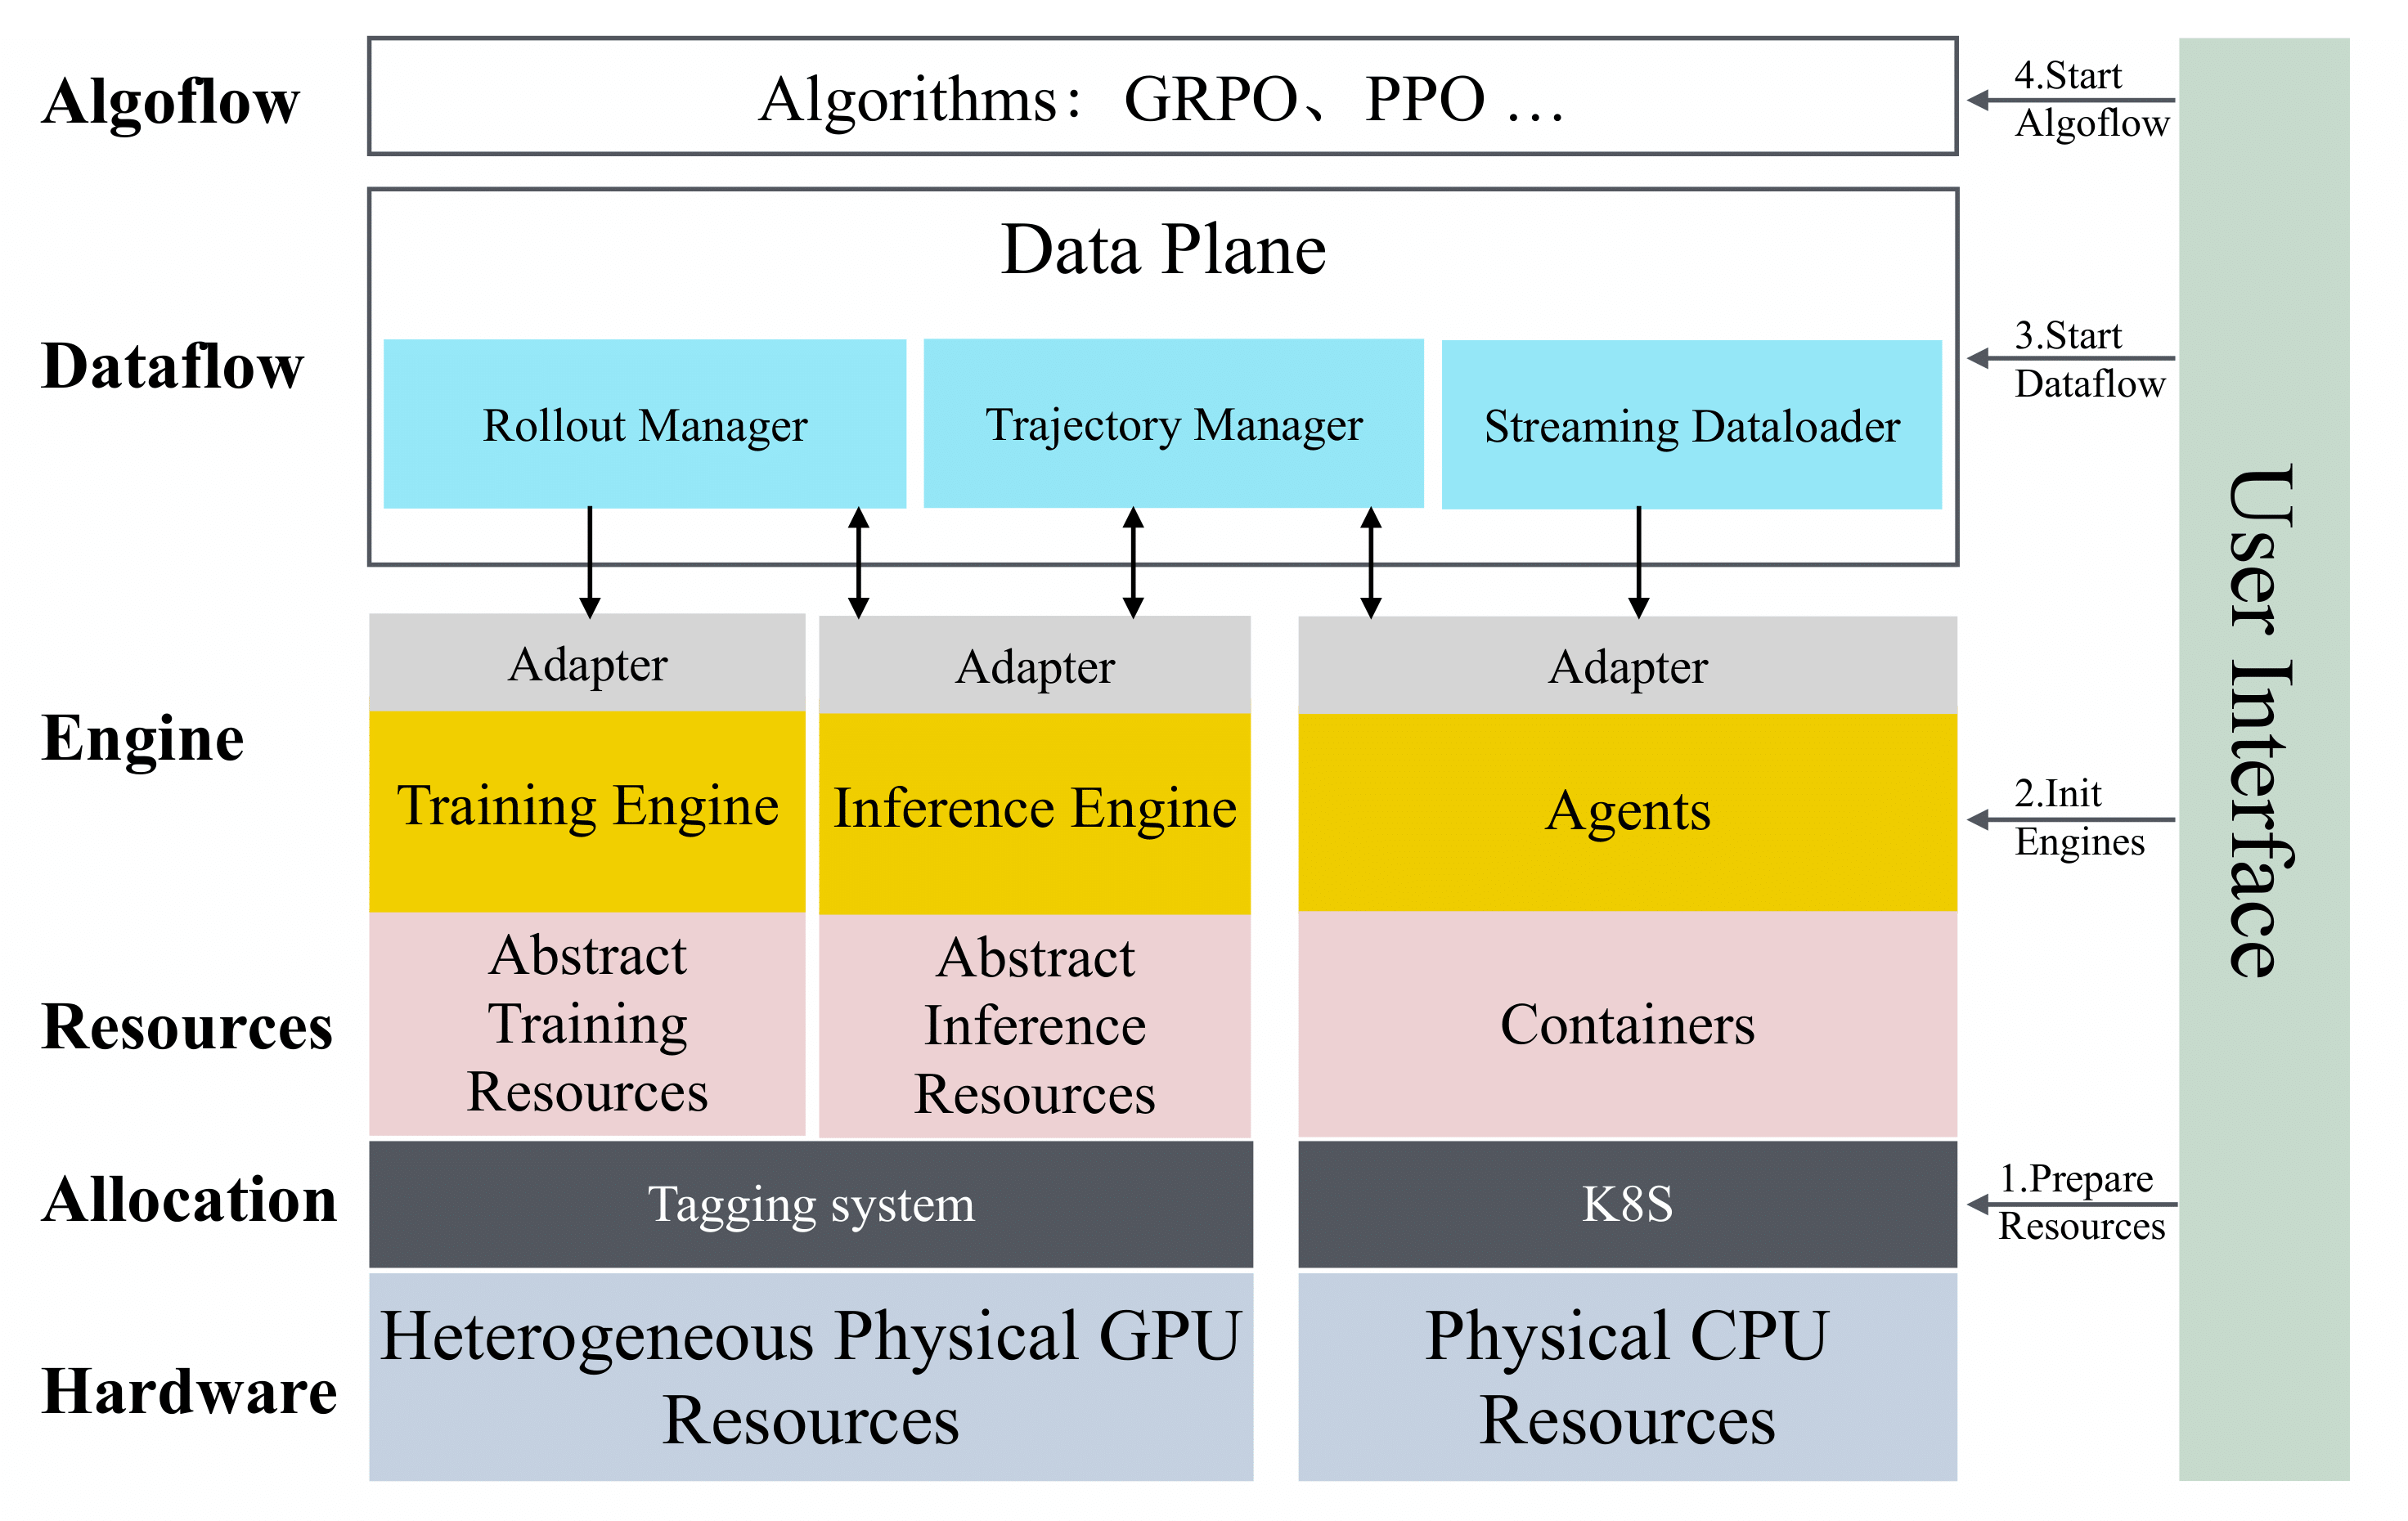 Algoflow
Algorithms：GRPO、PPO …
4.Start
Algoflow
Dataflow
Data Plane
Rollout Manager
Trajectory Manager
Streaming Dataloader
3.Start
Dataflow
Engine
Adapter
Adapter
Adapter
Training Engine
Inference Engine
Agents
2.Init
Engines
Resources
Abstract
Training
Resources
Abstract
Inference
Resources
Containers
Allocation
Tagging system
K8S
1.Prepare
Resources
Hardware
Heterogeneous Physical GPU
Resources
Physical CPU
Resources
User Interface